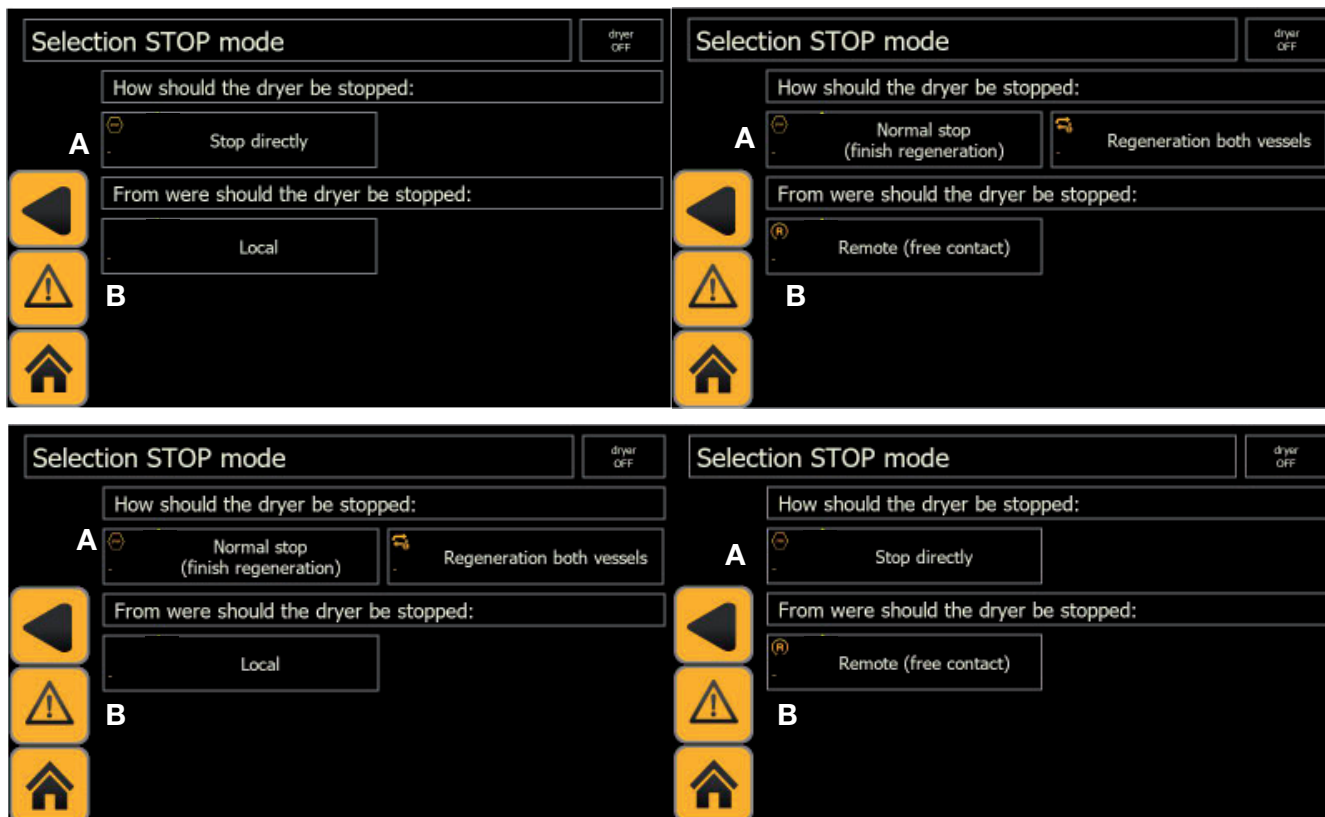 Selection STOP mode
dryer
OFF
How should the dryer be stopped:
A
Stop directly
-
From were should the dryer be stopped:
Local
-
B
Selection STOP mode
dryer
OFF
How should the dryer be stopped:
A
Normal stop
(finish regeneration)
-
Regeneration both vessels
-
From were should the dryer be stopped:
R
Remote (free contact)
-
B
Selection STOP mode
dryer
OFF
How should the dryer be stopped:
A
Normal stop
(finish regeneration)
-
Regeneration both vessels
-
From were should the dryer be stopped:
Local
-
B
Selection STOP mode
dryer
OFF
How should the dryer be stopped:
A
Stop directly
-
From were should the dryer be stopped:
R
Remote (free contact)
-
B